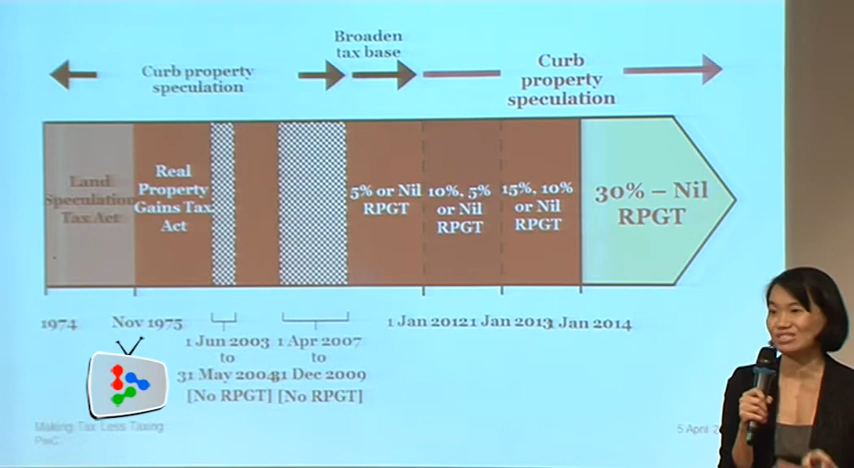 Broaden
tax base
Curb property
speculation
Curb
property
speculation
Land
Speculation
Tax Act
Real
Property
Gains Tax
Act
5% or Nil
RPGT
10%, 5%
or Nil
RPGT
15%, 10%
or Nil
RPGT
30% – Nil
RPGT
1974
Nov 1975
1 Jan 2012
1 Jan 2013
1 Jan 2014
1 Jun 2003
to
31 May 2004
[No RPGT]
1 Apr 2007
to
31 Dec 2009
[No RPGT]
Making Tax Less Taxing
PwC
5 April